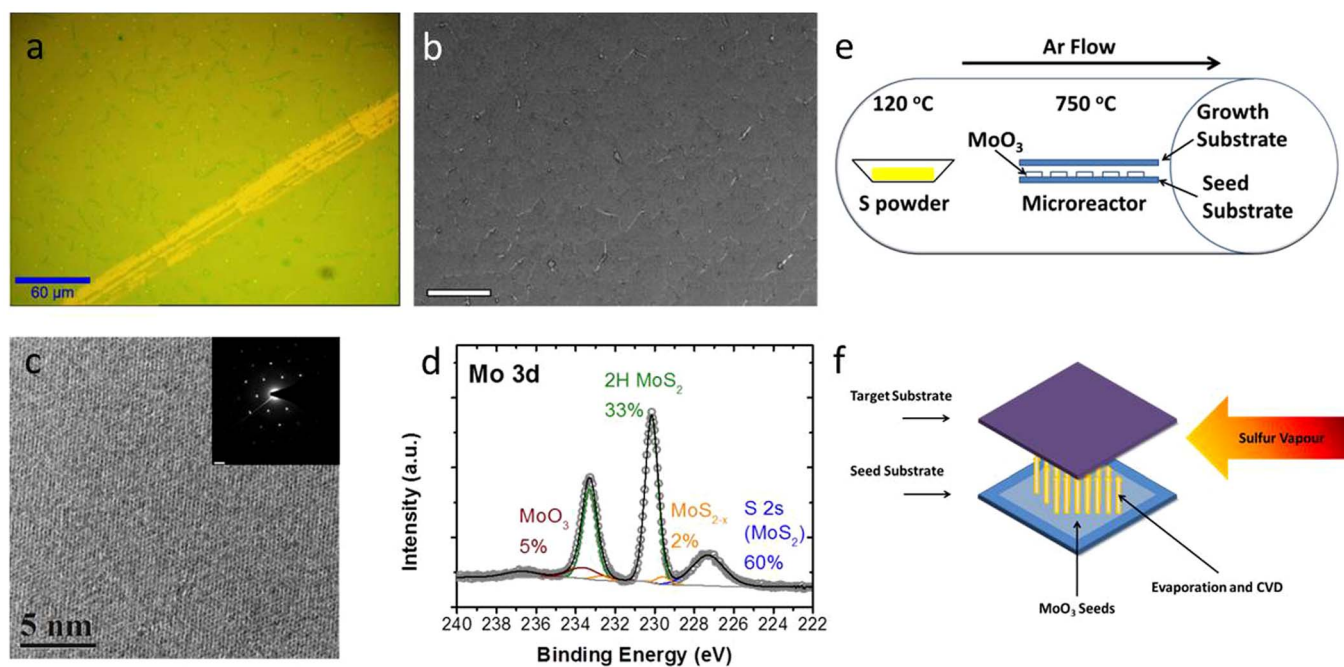 a
60 µm
b
e
Ar Flow
120 °C
750 °C
MoO₃
Growth
Substrate
S powder
Microreactor
Seed
Substrate
c
5 nm
d
Mo 3d
2H MoS₂
33%
MoO₃
5%
MoS₂₋ₓ
2%
S 2s
(MoS₂)
60%
Intensity (a.u.)
240 238 236 234 232 230 228 226 224 222
Binding Energy (eV)
f
Target Substrate
Sulfur Vapour
Seed Substrate
Evaporation and CVD
MoO₃ Seeds